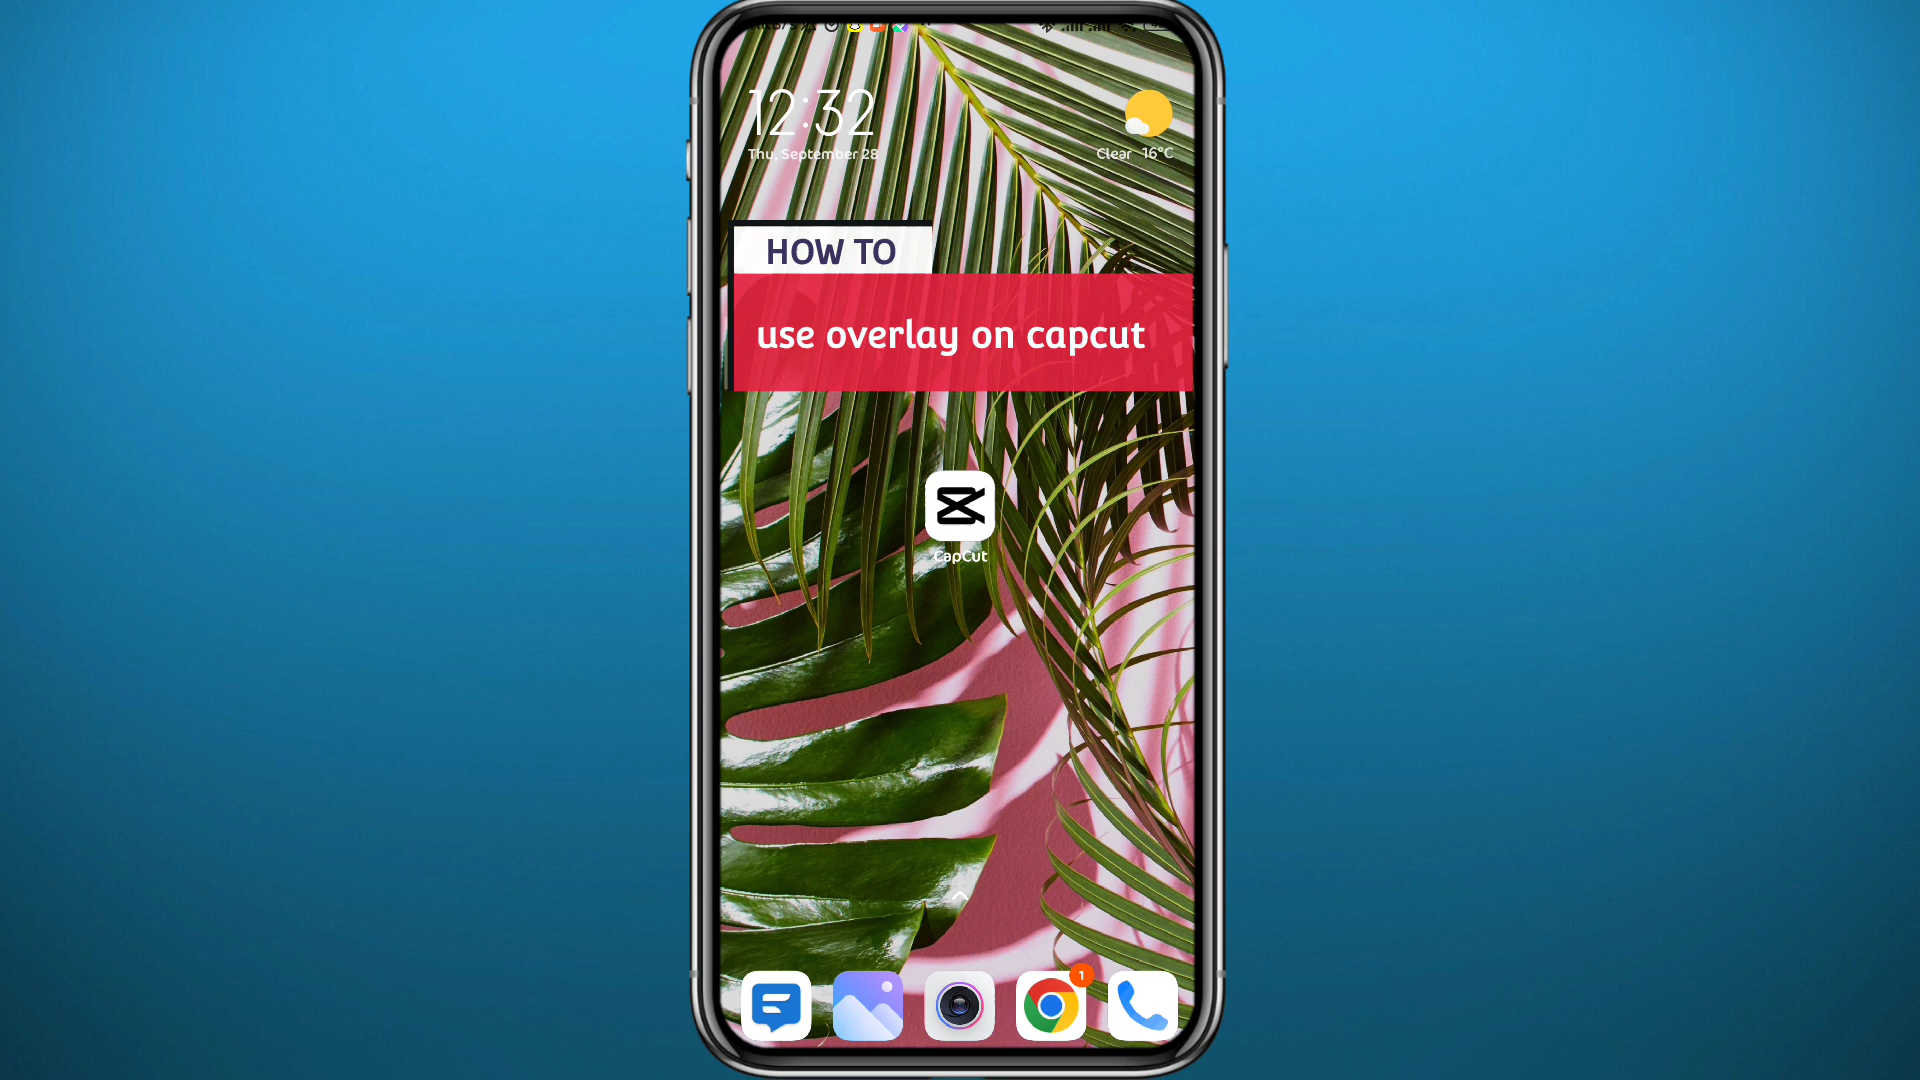 12:32
Thu, September 28
Clear 16°C
HOW TO
use overlay on capcut
CapCut
1